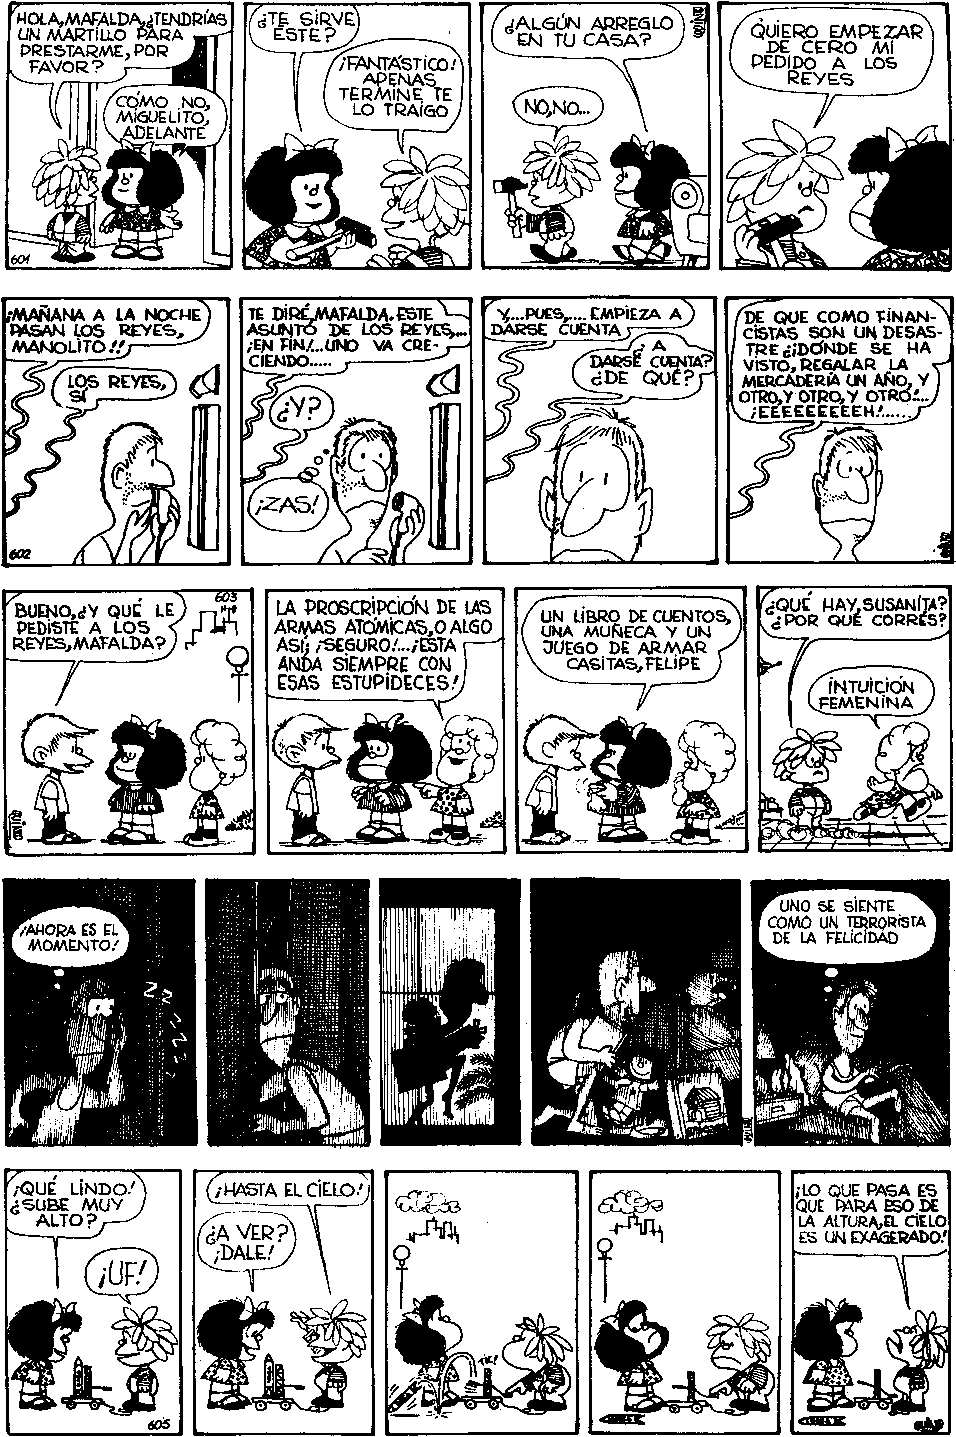 HOLA, MAFALDA, ¿TENDRÍAS
UN MARTILLO PARA
PRESTARME, POR
FAVOR?
CÓMO NO,
MIGUELITO,
ADELANTE
601
¿TE SIRVE
ESTE?
¡FANTÁSTICO!
APENAS
TERMINE TE
LO TRAIGO
¿ALGÚN ARREGLO
EN TU CASA?
NO, NO...
QUINO
QUIERO EMPEZAR
DE CERO MI
PEDIDO A LOS
REYES
¡MAÑANA A LA NOCHE
PASAN LOS REYES,
MANOLITO!!
LOS REYES,
SÍ
602
TE DIRÉ, MAFALDA. ESTE
ASUNTO DE LOS REYES,...
¡EN FIN!...UNO VA CRE-
CIENDO.....
¿Y?
¡ZAS!
Y,...PUES,.... EMPIEZA A
DARSE CUENTA
¿A
DARSE CUENTA?
¿DE QUÉ?
DE QUE COMO FINAN-
CISTAS SON UN DESAS-
TRE ¿¡DÓNDE SE HA
VISTO, REGALAR LA
MERCADERÍA UN AÑO, Y
OTRO, Y OTRO, Y OTRO!...
¡EEEEEEEEEH!.....
QUINO
BUENO, ¿Y QUÉ LE
PEDISTE A LOS
REYES, MAFALDA?
603
QUINO
LA PROSCRIPCIÓN DE LAS
ARMAS ATÓMICAS, O ALGO
ASÍ; ¡SEGURO!...¡ESTA
ANDA SIEMPRE CON
ESAS ESTUPIDECES!
UN LIBRO DE CUENTOS,
UNA MUÑECA Y UN
JUEGO DE ARMAR
CASITAS, FELIPE
¿QUÉ HAY, SUSANITA?
¿POR QUÉ CORRES?
INTUICIÓN
FEMENINA
¡AHORA ES EL
MOMENTO!
Z Z
Z Z Z Z
QUINO
UNO SE SIENTE
COMO UN TERRORISTA
DE LA FELICIDAD
¡QUÉ LINDO!
¿SUBE MUY
ALTO?
¡UF!
605
¡HASTA EL CIELO!
¿A VER?
¡DALE!
TIC!
¡LO QUE PASA ES
QUE PARA ESO DE
LA ALTURA, EL CIELO
ES UN EXAGERADO!
QUINO